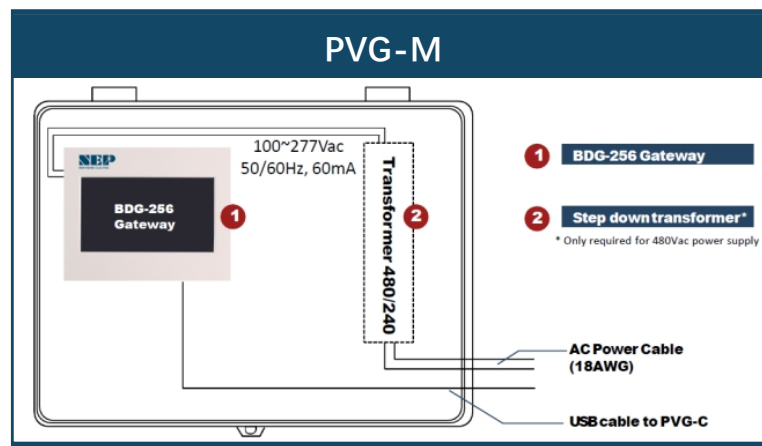 PVG-M
100~277Vac
50/60Hz, 60mA
NEP
BDG-256
Gateway
1
Transformer 480/240
2
1 BDG-256 Gateway
2 Step down transformer*
* Only required for 480Vac power supply
AC Power Cable
(18AWG)
USB cable to PVG-C